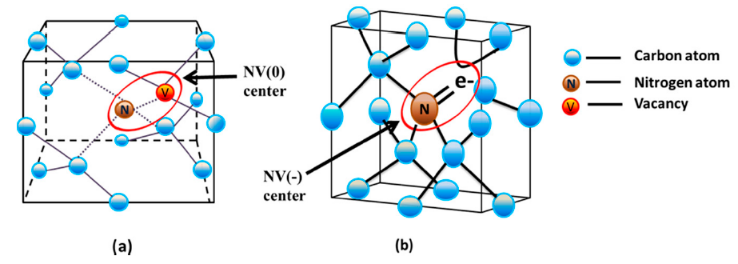 NV(0)
center
V
N
(a)
e-
N
NV(-)
center
(b)
Carbon atom
Nitrogen atom
V
Vacancy